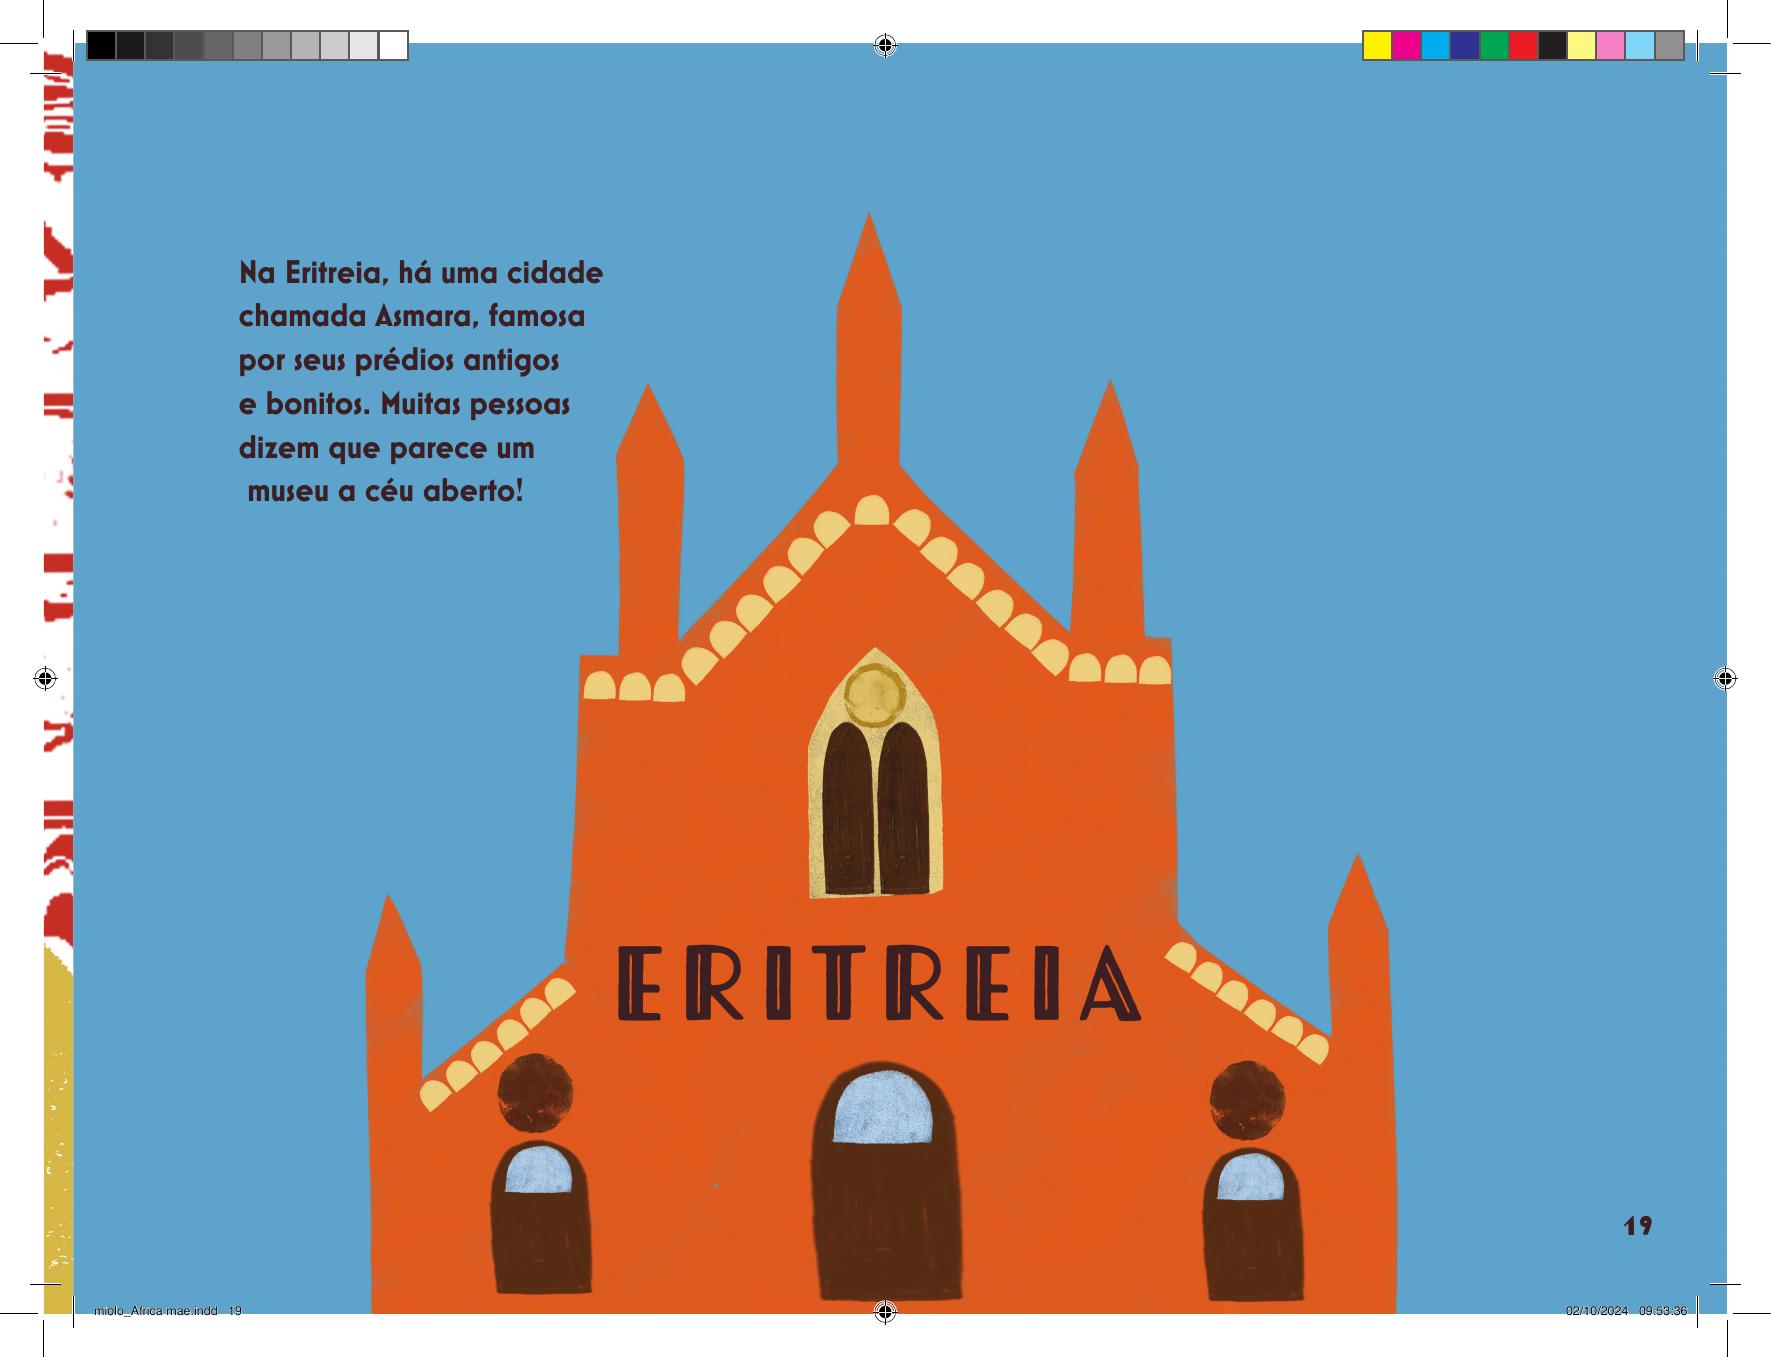 Na Eritreia, há uma cidade
chamada Asmara, famosa
por seus prédios antigos
e bonitos. Muitas pessoas
dizem que parece um
museu a céu aberto!
ERITREIA
19
miolo_Africa mae.indd 19
02/10/2024 09:53:36